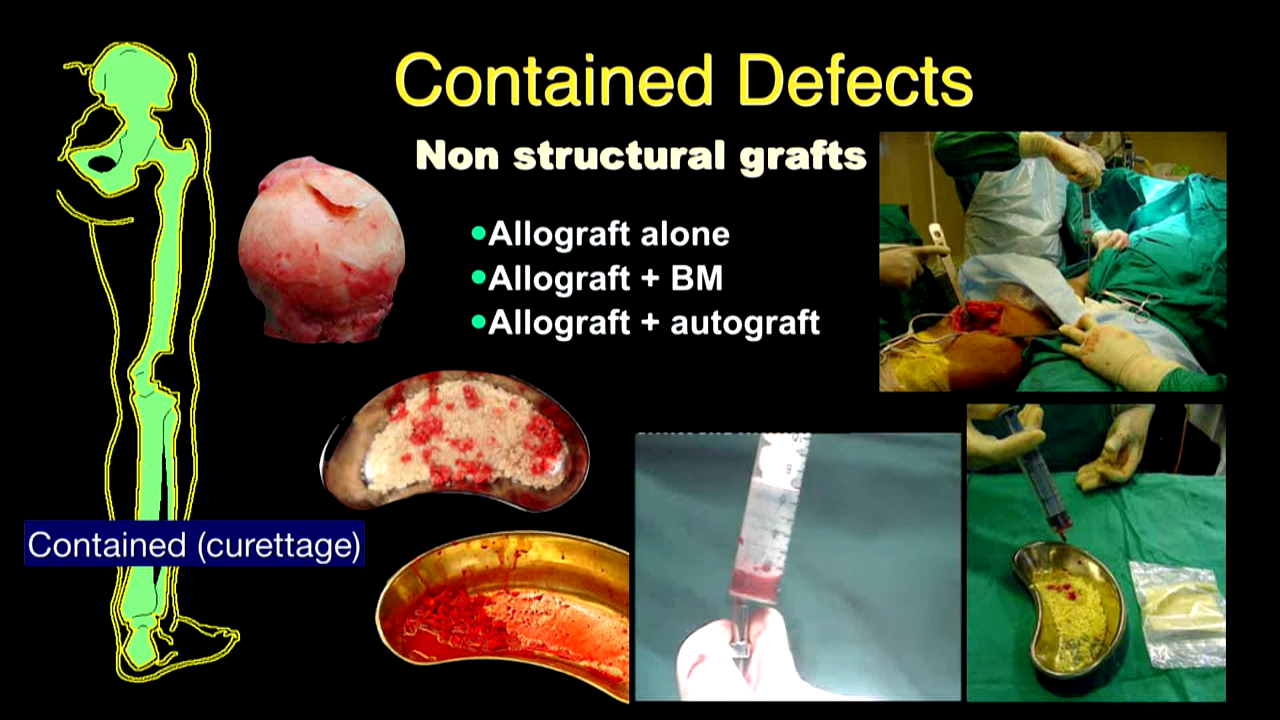 Contained Defects
Non structural grafts
•Allograft alone
•Allograft + BM
•Allograft + autograft
Contained (curettage)